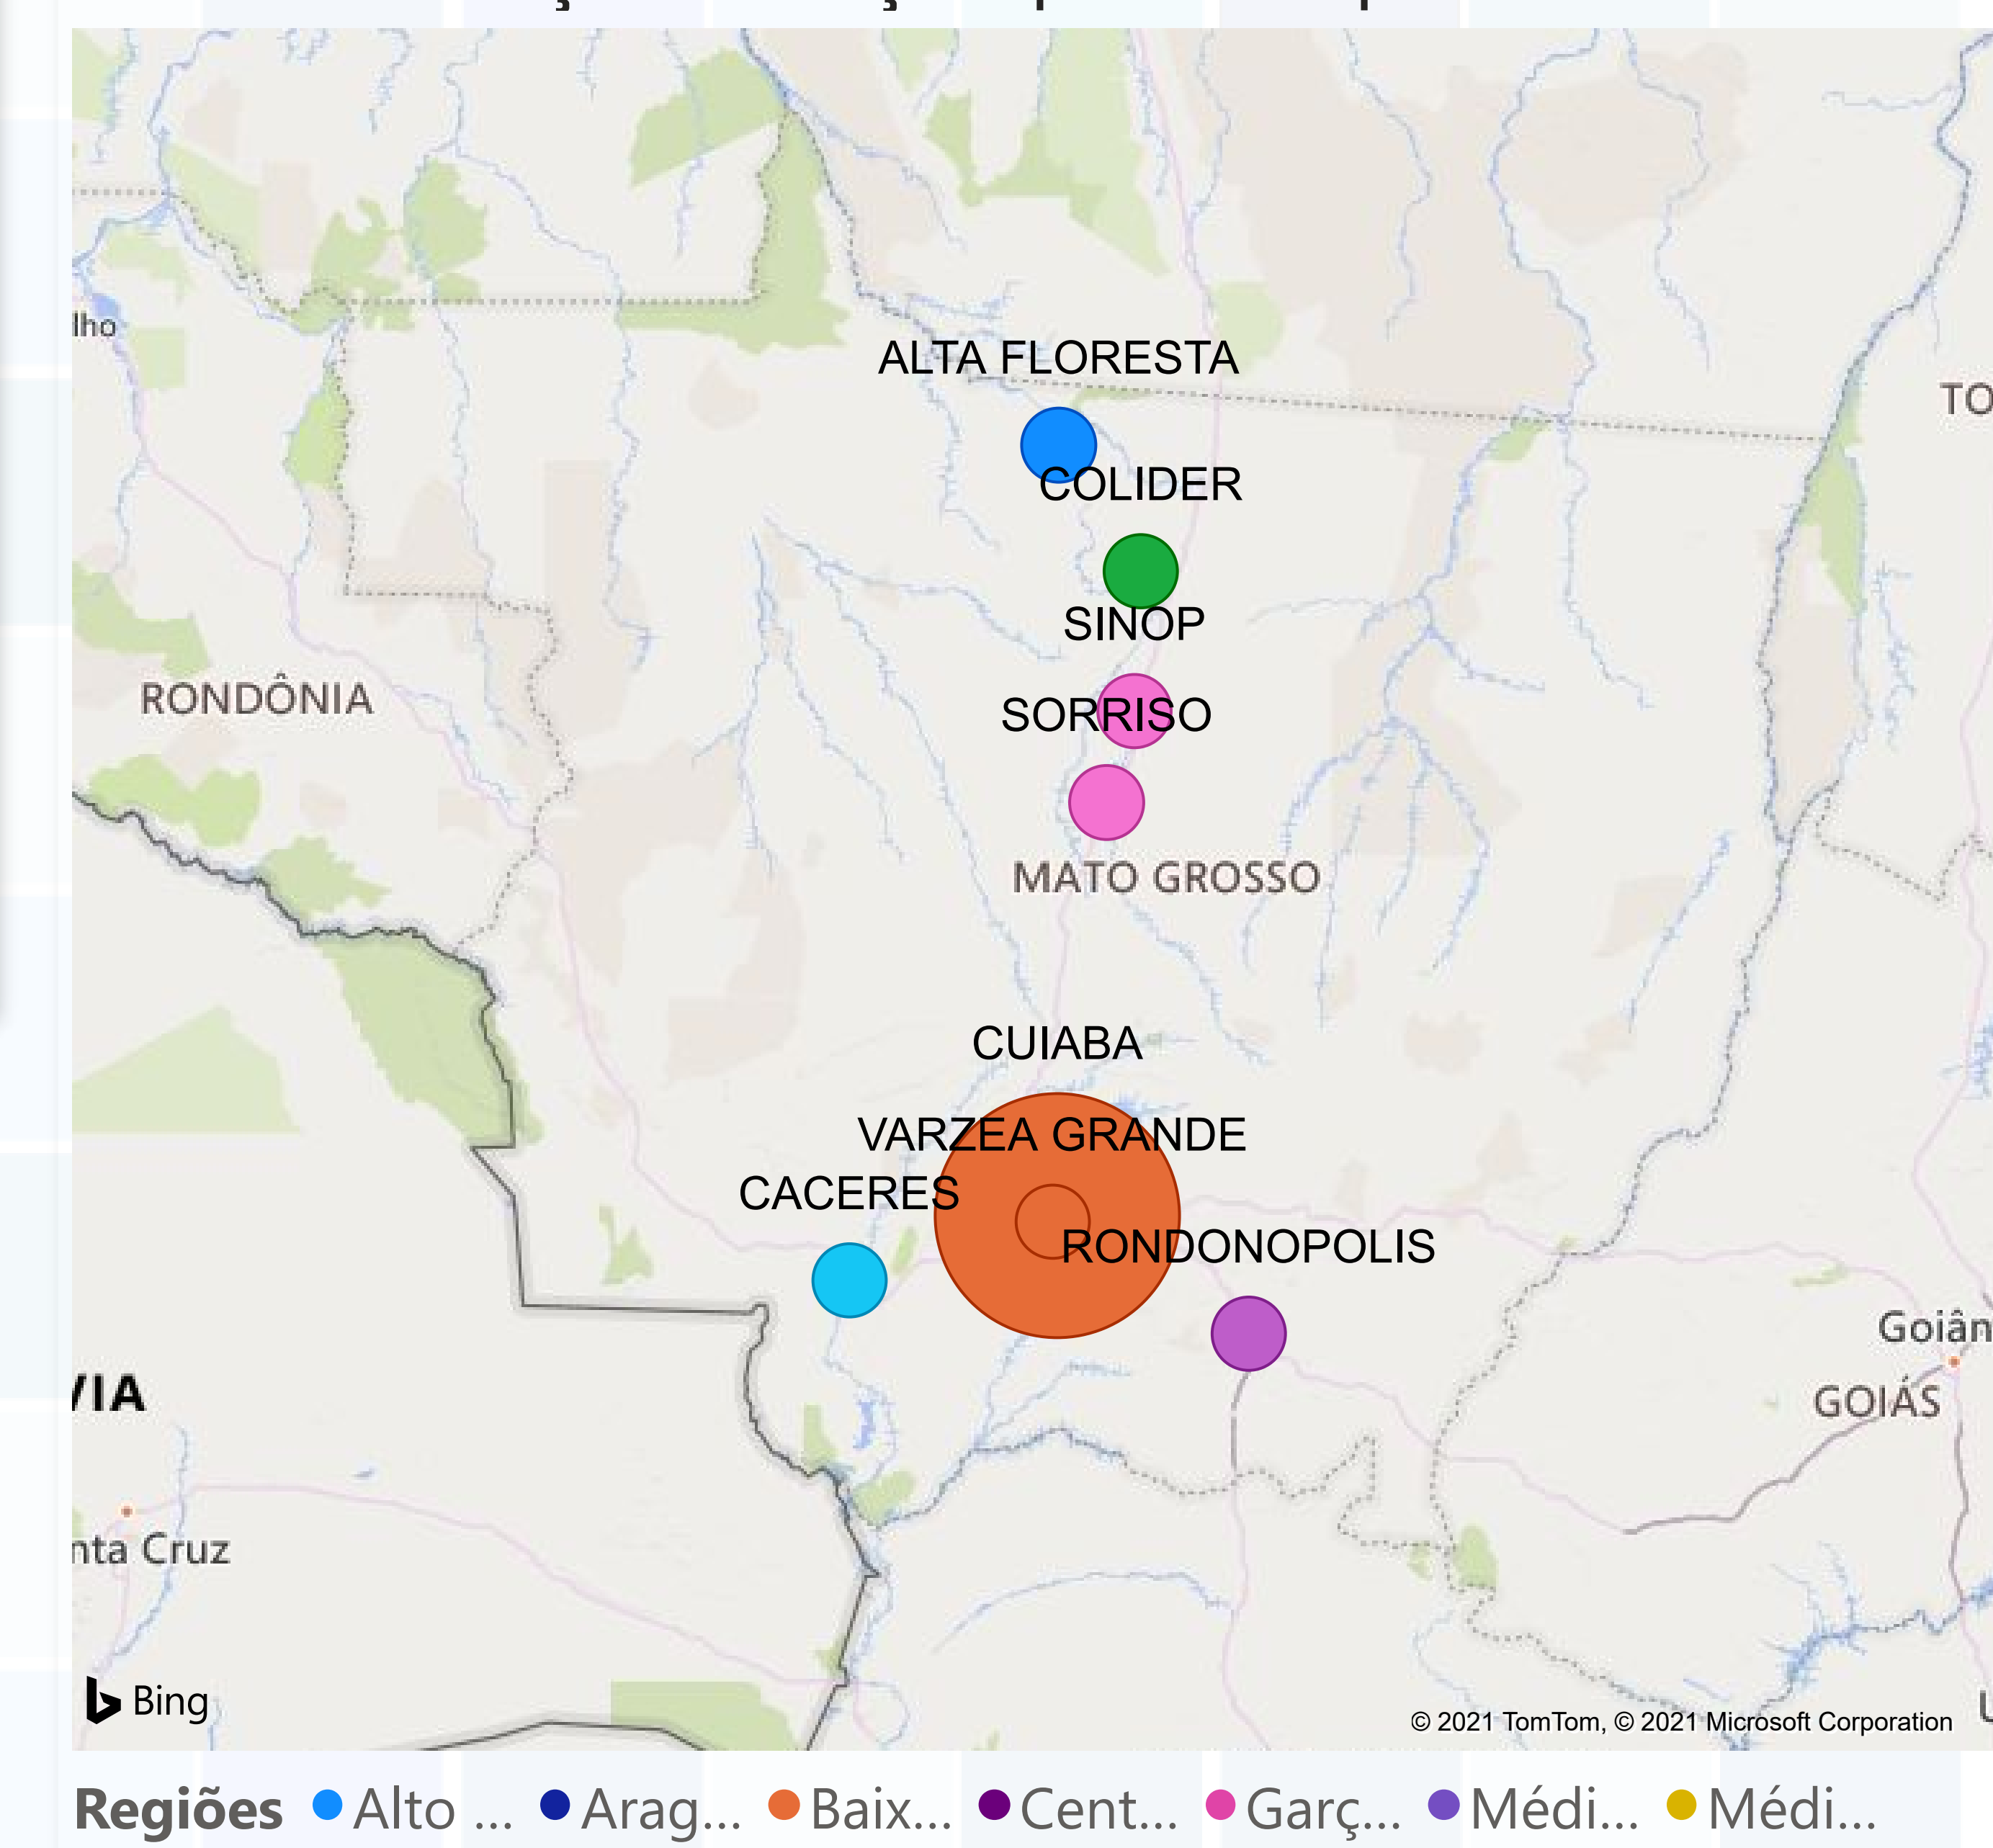 lho
ALTA FLORESTA
TO
COLIDER
SINOP
RONDÔNIA
SORRISO
MATO GROSSO
CUIABA
VARZEA GRANDE
CACERES
RONDONOPOLIS
Goiân
VIA
GOIÁS
nta Cruz
Bing
© 2021 TomTom, © 2021 Microsoft Corporation
Regiões Alto ... Arag... Baix... Cent... Garç... Médi... Médi...